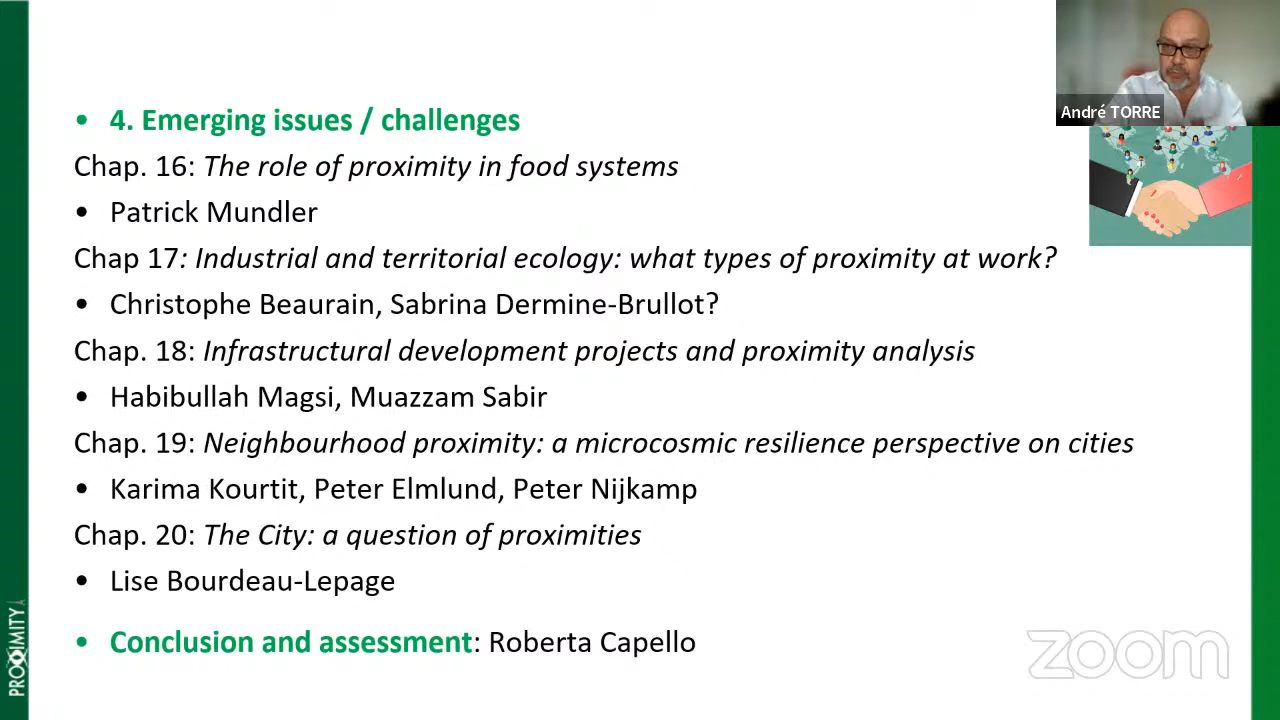 • 4. Emerging issues / challenges
Chap. 16: The role of proximity in food systems
• Patrick Mundler
Chap 17: Industrial and territorial ecology: what types of proximity at work?
• Christophe Beaurain, Sabrina Dermine-Brullot?
Chap. 18: Infrastructural development projects and proximity analysis
• Habibullah Magsi, Muazzam Sabir
Chap. 19: Neighbourhood proximity: a microcosmic resilience perspective on cities
• Karima Kourtit, Peter Elmlund, Peter Nijkamp
Chap. 20: The City: a question of proximities
• Lise Bourdeau-Lepage
• Conclusion and assessment: Roberta Capello
André TORRE
PROXIMITY
zoom